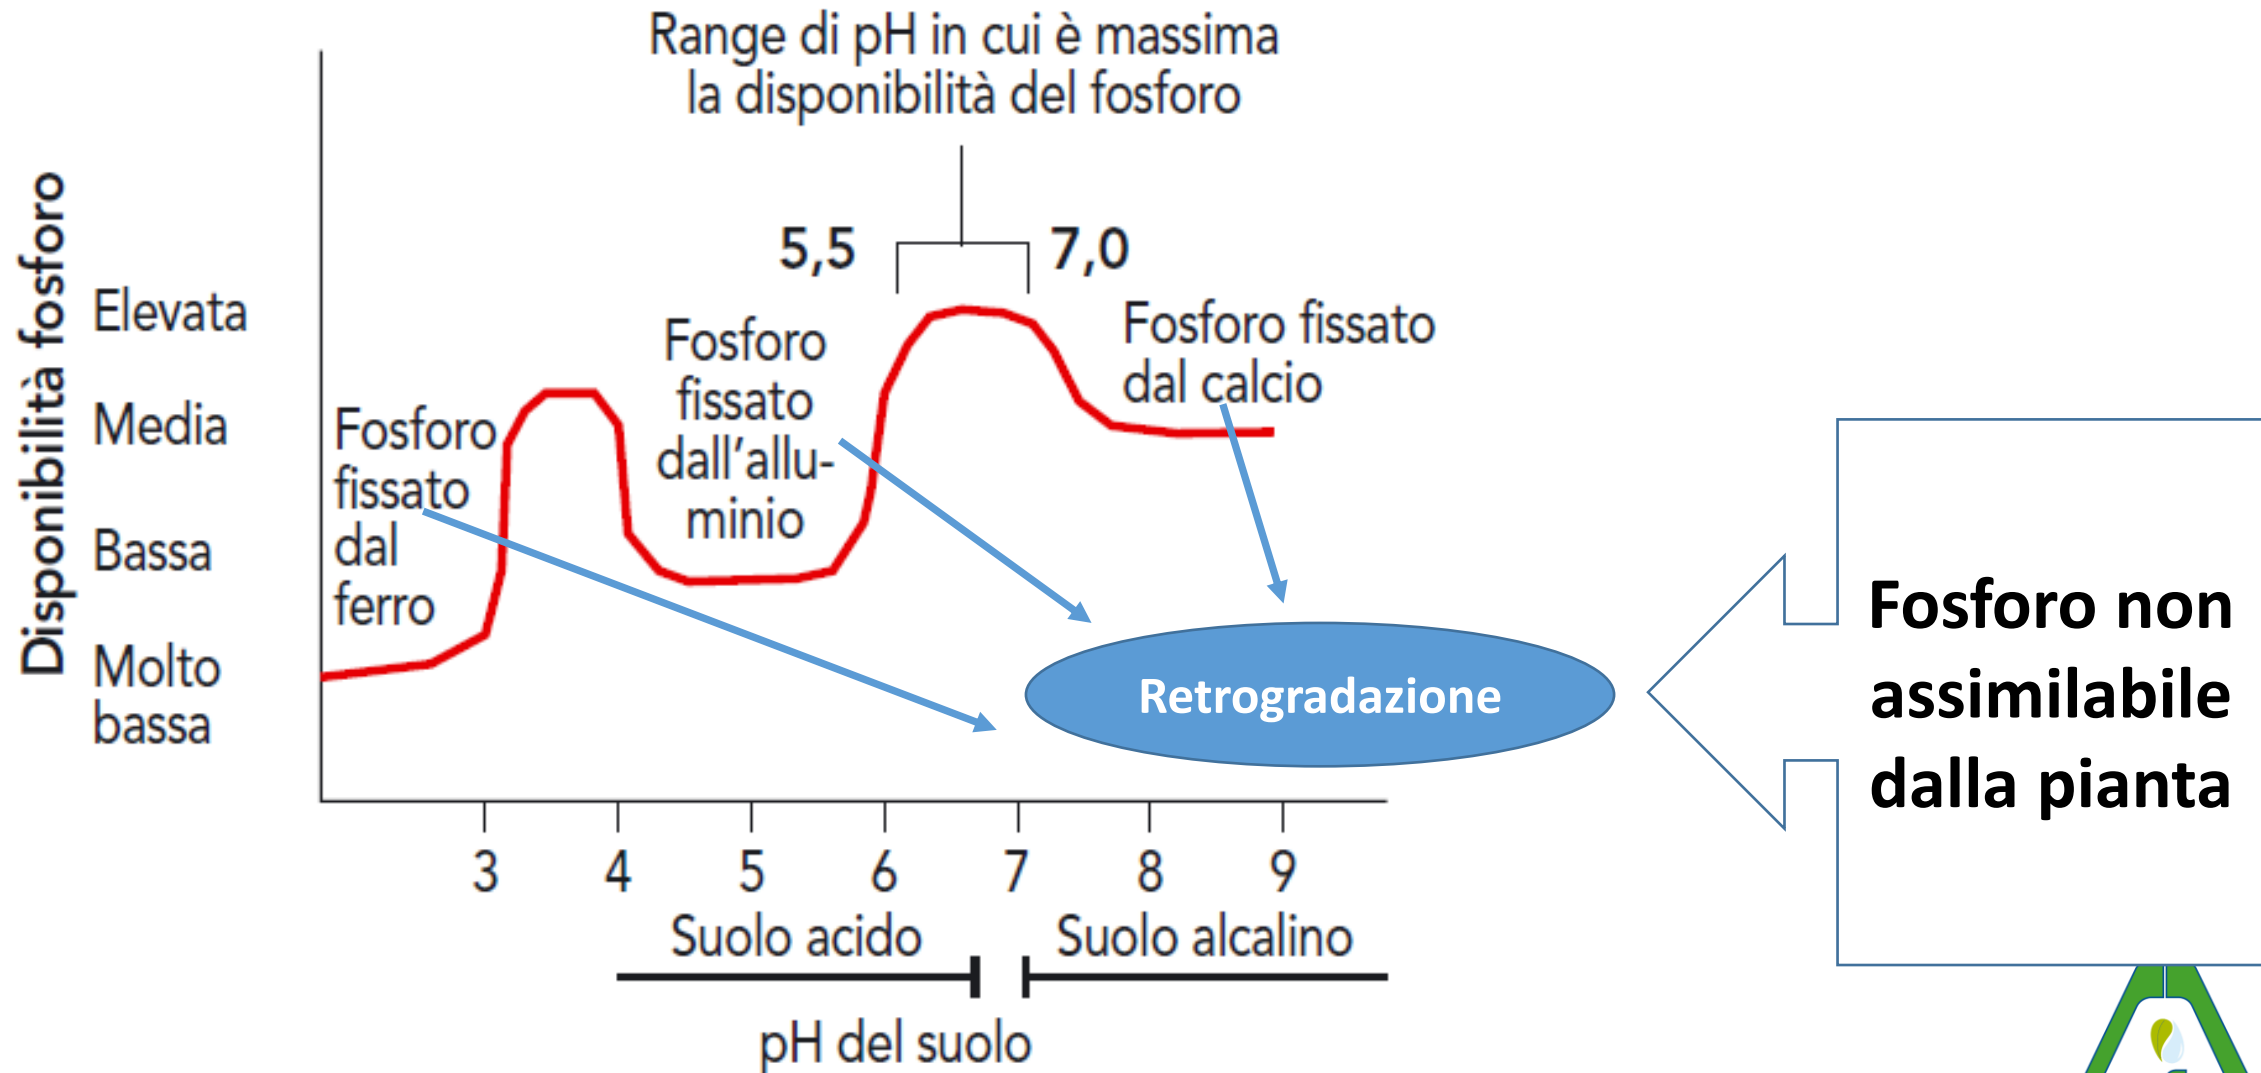 Range di pH in cui è massima
la disponibilità del fosforo
5,5
7,0
Disponibilità fosforo
Elevata
Media
Bassa
Molto
bassa
Fosforo
fissato
dal
ferro
Fosforo
fissato
dall'allu-
minio
Fosforo fissato
dal calcio
Retrogradazione
Fosforo non
assimilabile
dalla pianta
3 4 5 6 7 8 9
Suolo acido
Suolo alcalino
pH del suolo